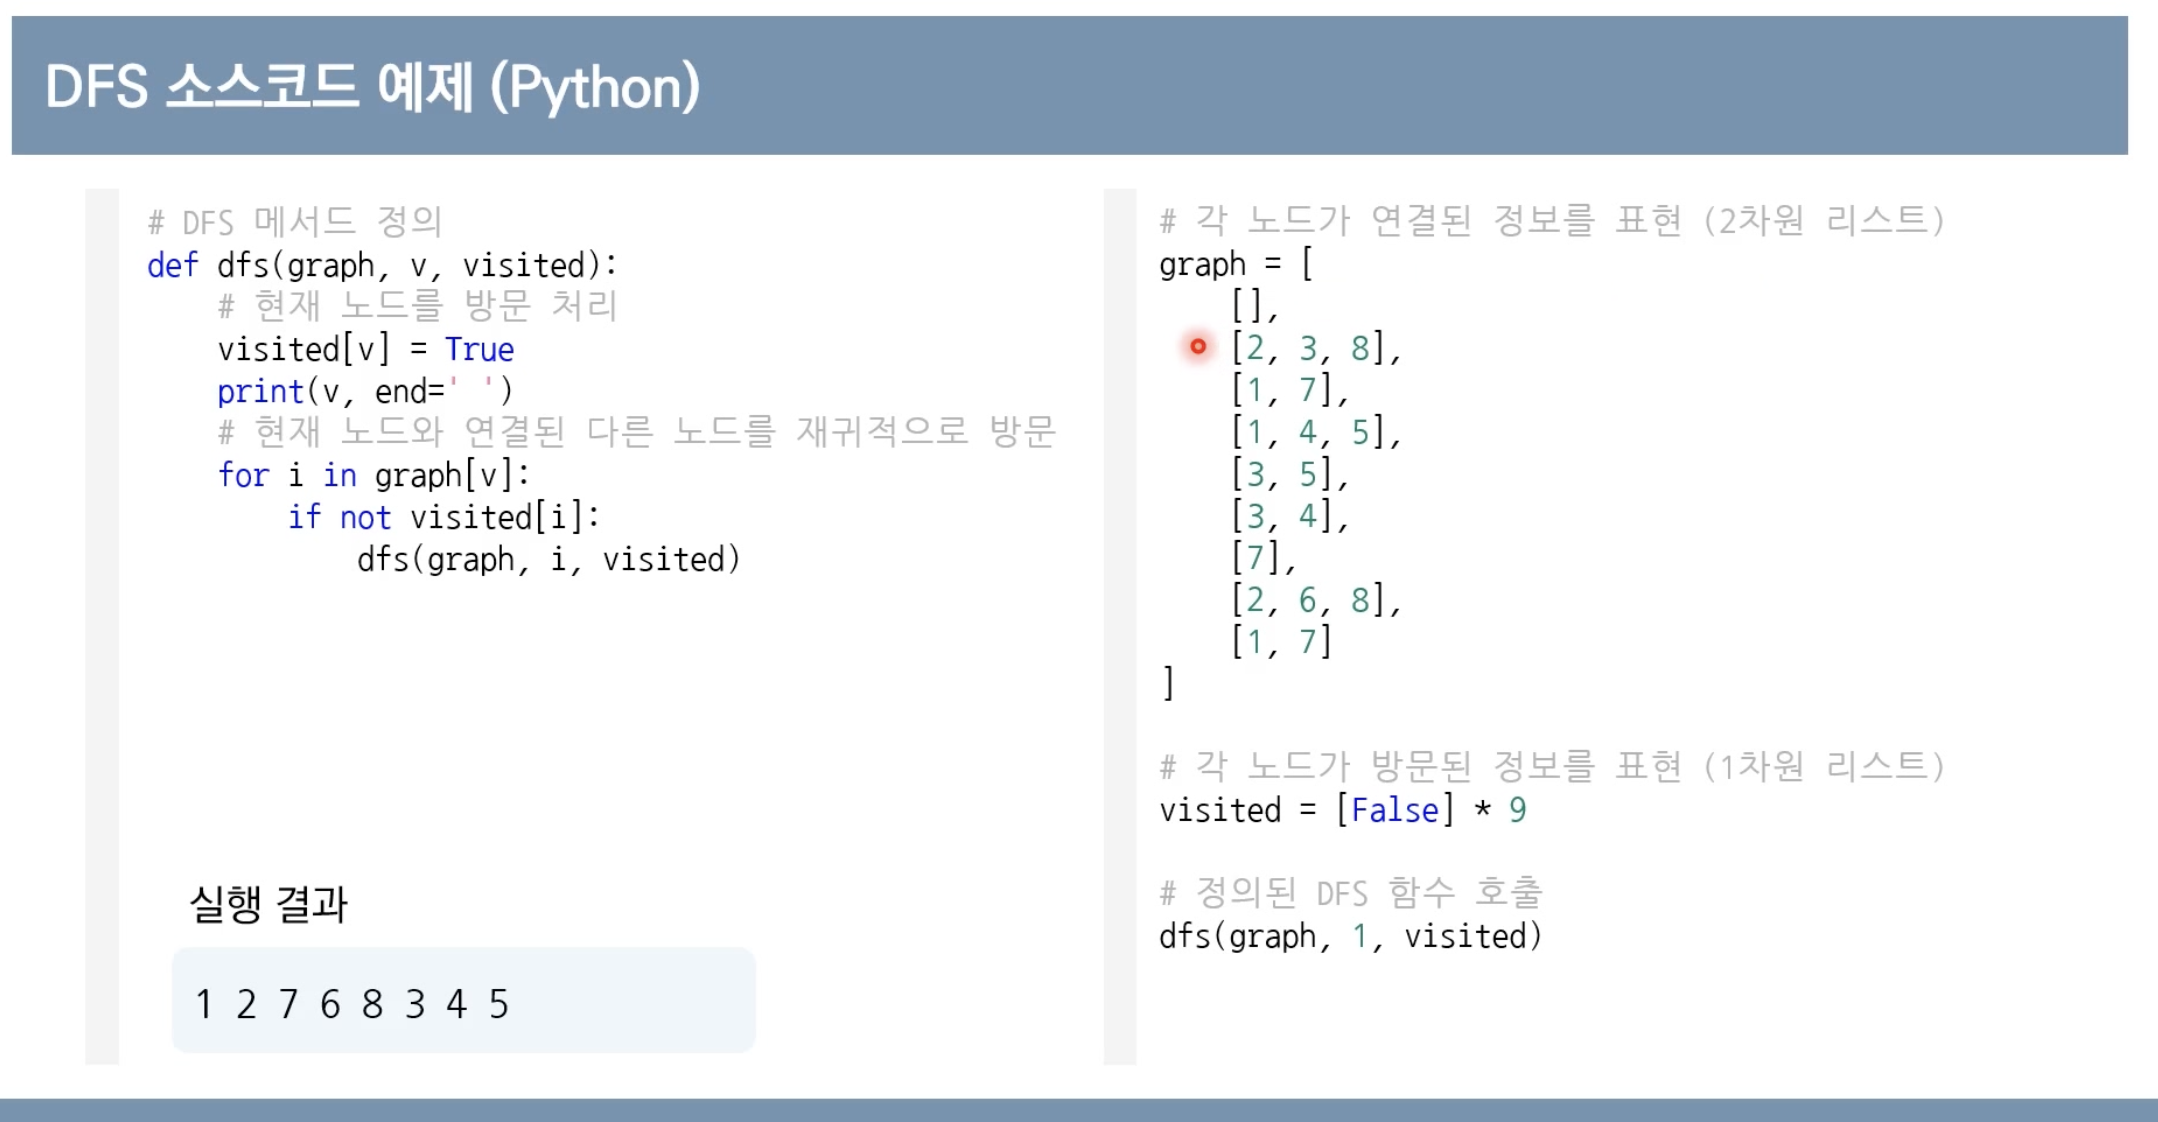 DFS 소스코드 예제 (Python)
# DFS 메서드 정의
def dfs(graph, v, visited):
    # 현재 노드를 방문 처리
    visited[v] = True
    print(v, end=' ')
    # 현재 노드와 연결된 다른 노드를 재귀적으로 방문
    for i in graph[v]:
        if not visited[i]:
            dfs(graph, i, visited)
실행 결과
1 2 7 6 8 3 4 5
# 각 노드가 연결된 정보를 표현 (2차원 리스트)
graph = [
    [],
    [2, 3, 8],
    [1, 7],
    [1, 4, 5],
    [3, 5],
    [3, 4],
    [7],
    [2, 6, 8],
    [1, 7]
]
# 각 노드가 방문된 정보를 표현 (1차원 리스트)
visited = [False] * 9
# 정의된 DFS 함수 호출
dfs(graph, 1, visited)